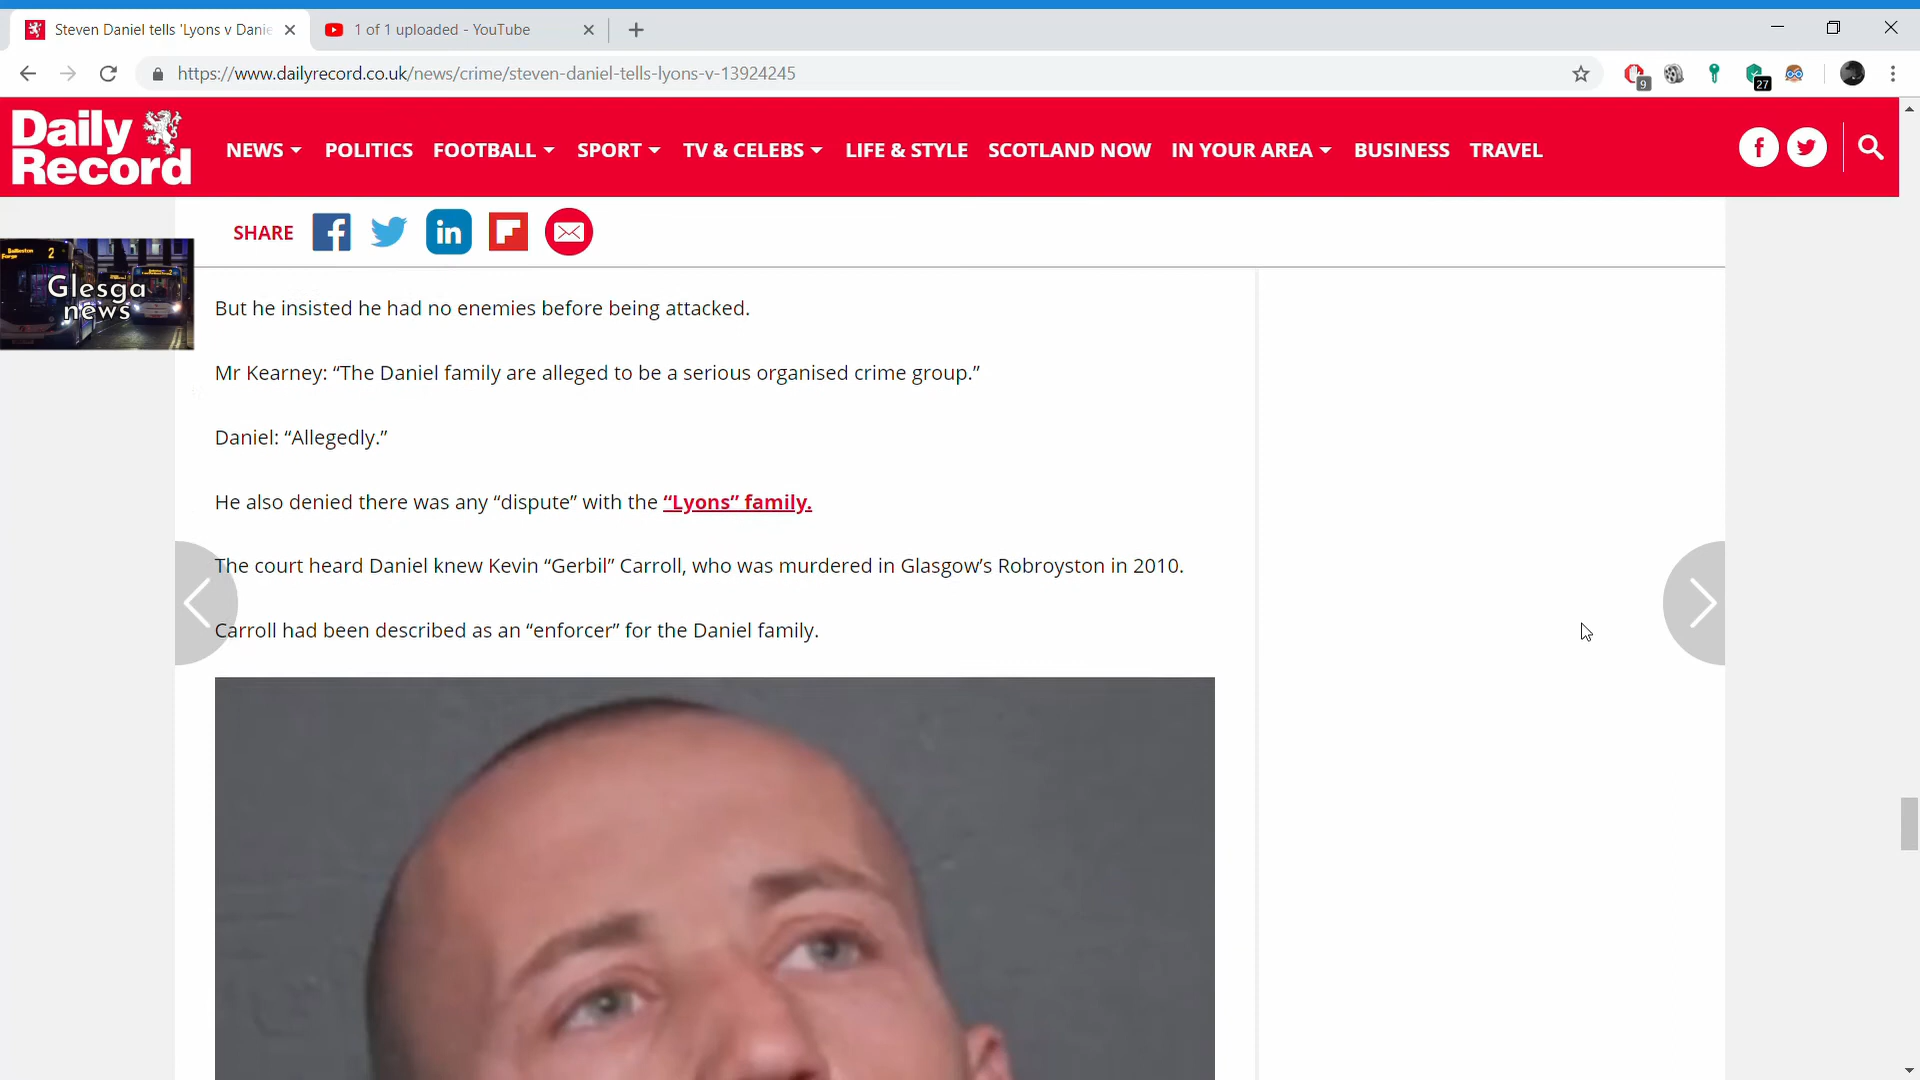 Steven Daniel tells 'Lyons v Danie
1 of 1 uploaded - YouTube
https://www.dailyrecord.co.uk/news/crime/steven-daniel-tells-lyons-v-13924245
9
27
Daily
Record
NEWS
POLITICS
FOOTBALL
SPORT
TV & CELEBS
LIFE & STYLE
SCOTLAND NOW
IN YOUR AREA
BUSINESS
TRAVEL
SHARE
2
Glesga
news
But he insisted he had no enemies before being attacked.
Mr Kearney: “The Daniel family are alleged to be a serious organised crime group.”
Daniel: “Allegedly.”
He also denied there was any “dispute” with the “Lyons” family.
The court heard Daniel knew Kevin “Gerbil” Carroll, who was murdered in Glasgow’s Robroyston in 2010.
Carroll had been described as an “enforcer” for the Daniel family.